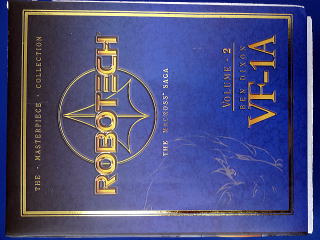 THE · MASTERPIECE · COLLECTION
ROBOTECH
THE MACROSS SAGA
VOLUME - 2
BEN DIXON
VF-1A